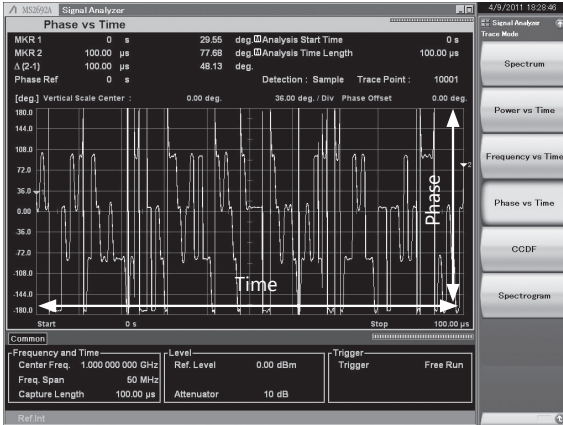 MS2692A Signal Analyzer
4/9/2011 18:28:46
Phase vs Time
MKR 1 0 s 29.55 deg. Analysis Start Time 0 s
MKR 2 100.00 µs 77.68 deg. Analysis Time Length 100.00 µs
Δ (2-1) 100.00 µs 48.13 deg.
Phase Ref 0 s Detection : Sample Trace Point : 10001
[deg.] Vertical Scale Center : 0.00 deg. 36.00 deg. / Div Phase Offset 0.00 deg.
180.0
144.0
108.0
72.0
36.0
0.00
36.0
-72.0
-108.0
-144.0
-180.0
2
Phase
Time
Start 0 s Stop 100.00 µs
Common
Frequency and Time
Center Freq. 1.000 000 000 GHz
Freq. Span 50 MHz
Capture Length 100.00 µs
Level
Ref. Level 0.00 dBm
Attenuator 10 dB
Trigger
Trigger Free Run
Ref.Int
Signal Analyzer
Trace Mode
Spectrum
Power vs Time
Frequency vs Time
Phase vs Time
CCDF
Spectrogram